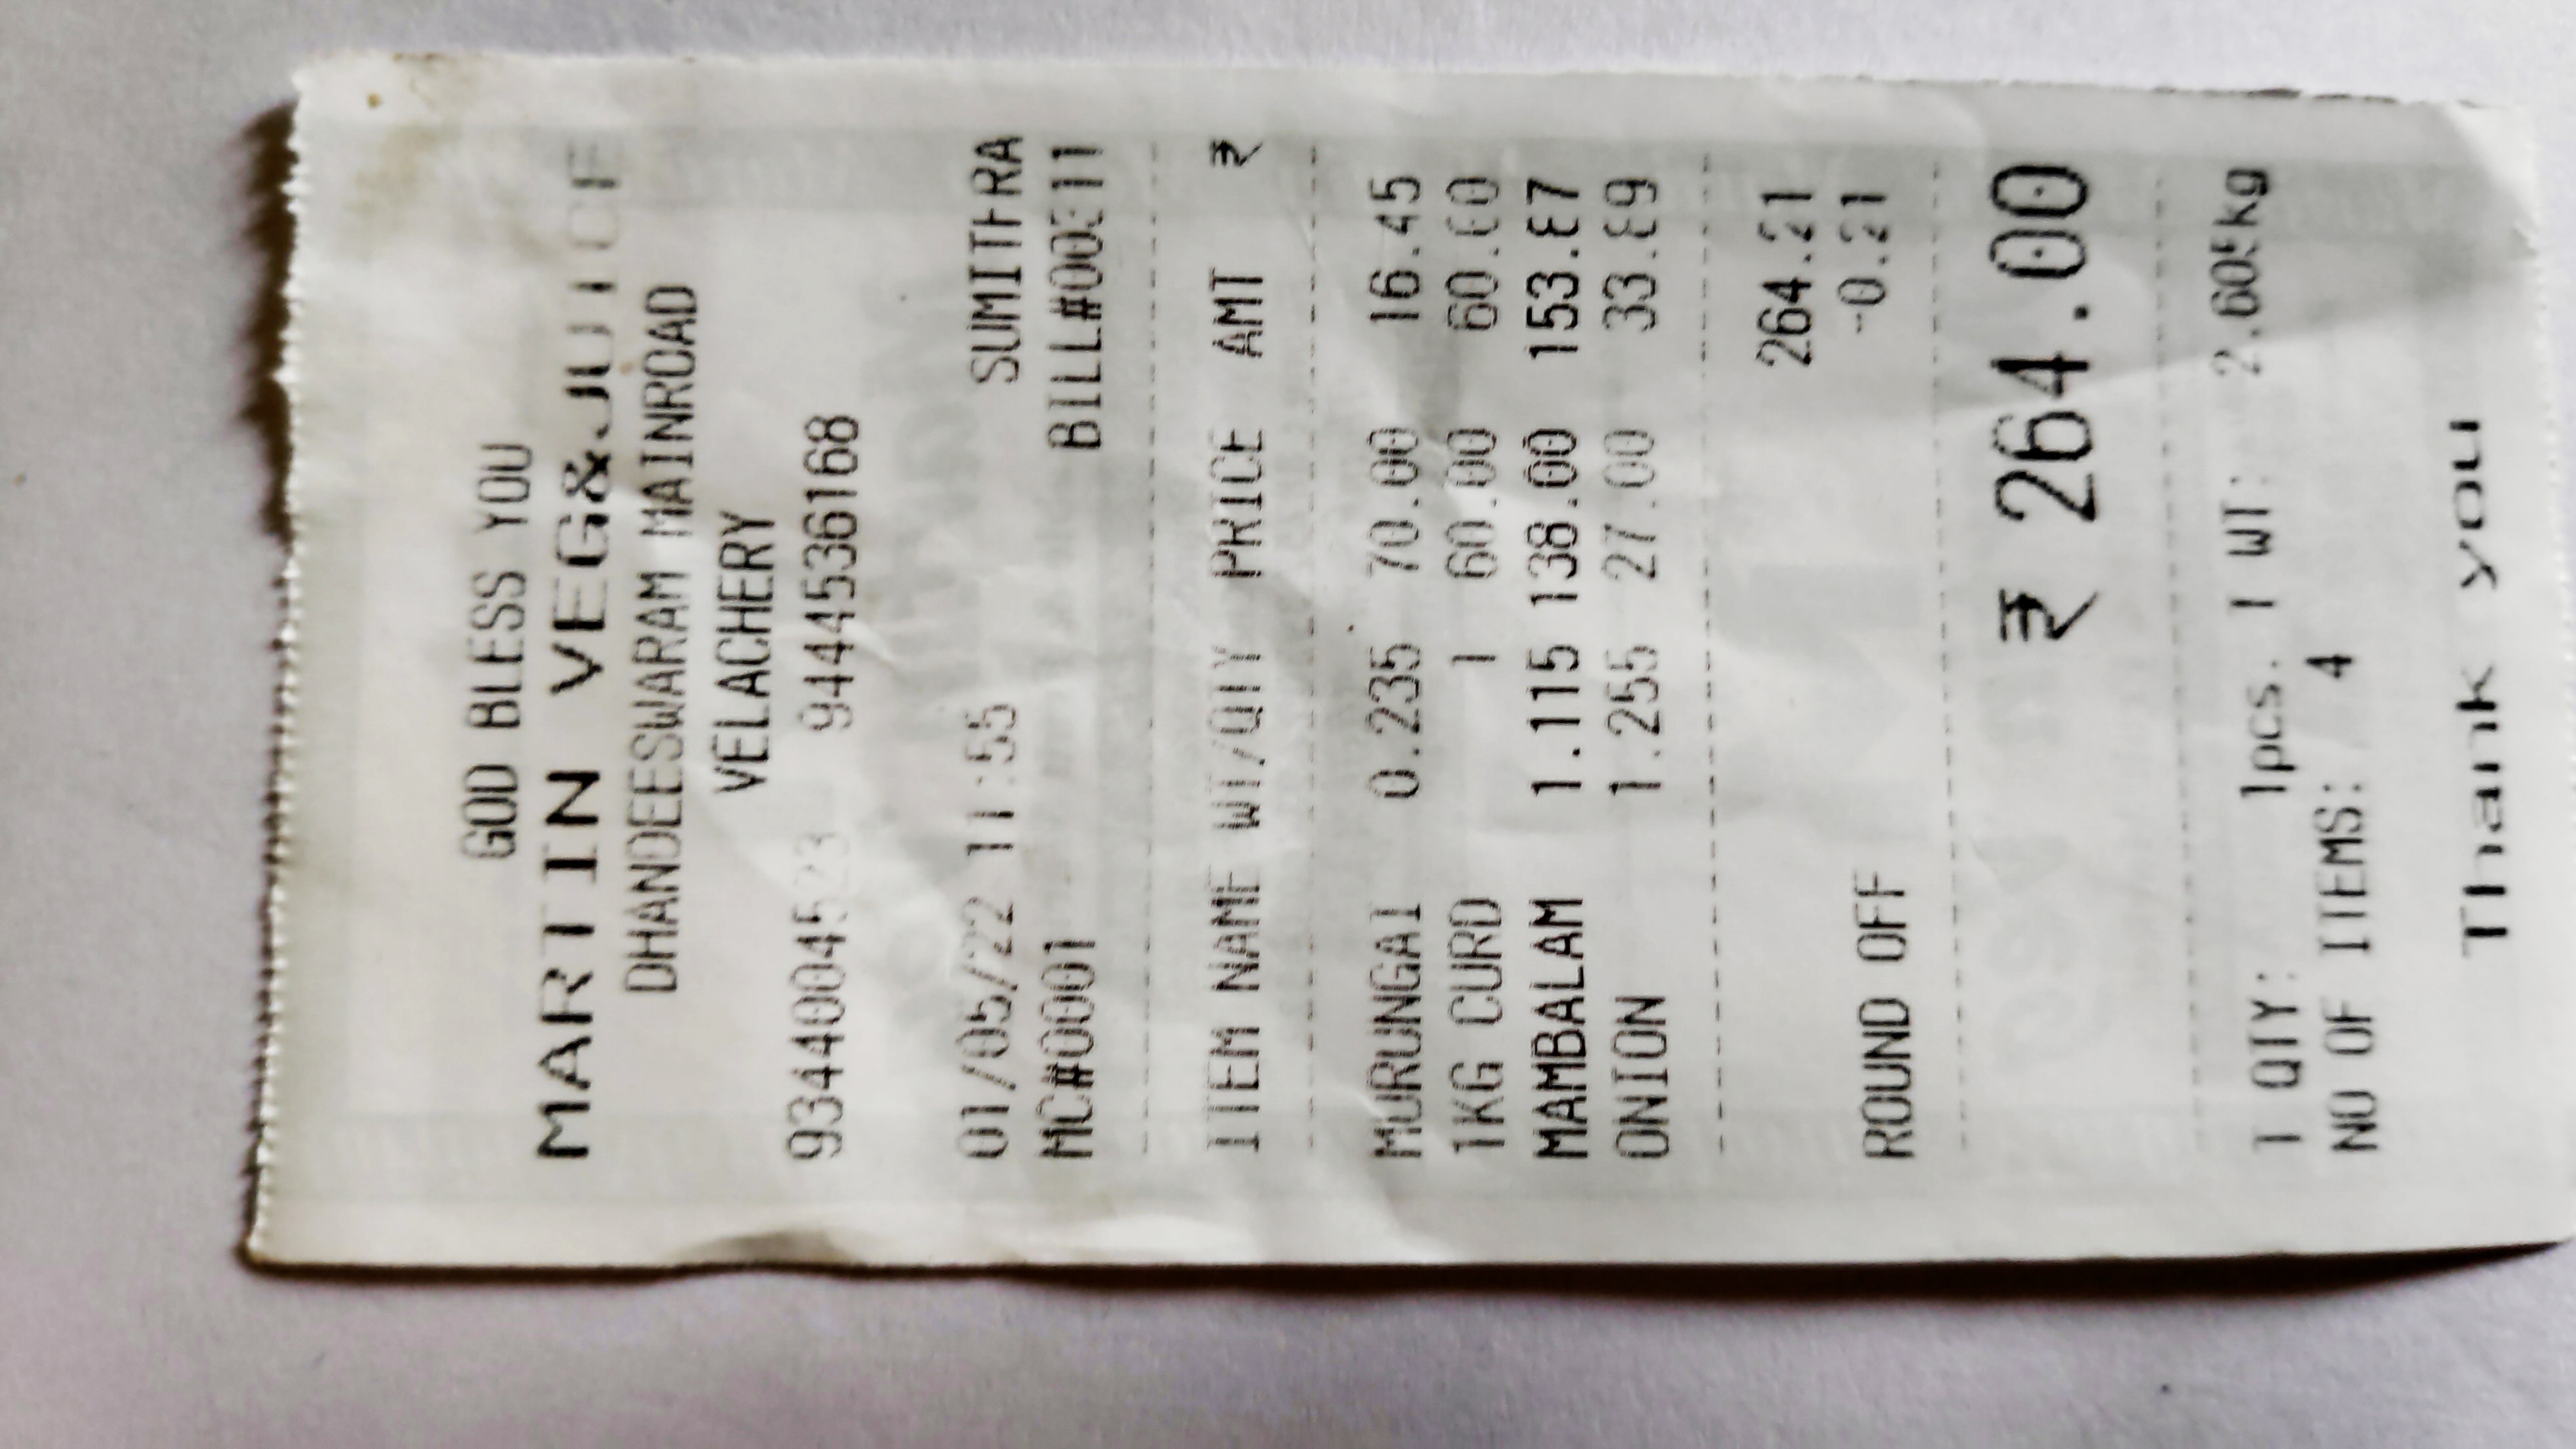 GOD BLESS YOU
MARTIN VEG&JUICE
DHANDEESWARAM MAINROAD
VELACHERY
9344004523 9444536168
01/05/22 11:55 SUMITHRA
MC#0001 BILL#00311
ITEM NAME WT/QTY PRICE AMT ₹
MURUNGAI 0.235 70.00 16.45
1KG CURD 1 60.00 60.00
MAMBALAM 1.115 138.00 153.87
ONION 1.255 27.00 33.89
264.21
ROUND OFF -0.21
₹ 264.00
T QTY: 1pcs. T WT: 2.605kg
NO OF ITEMS: 4
Thank you